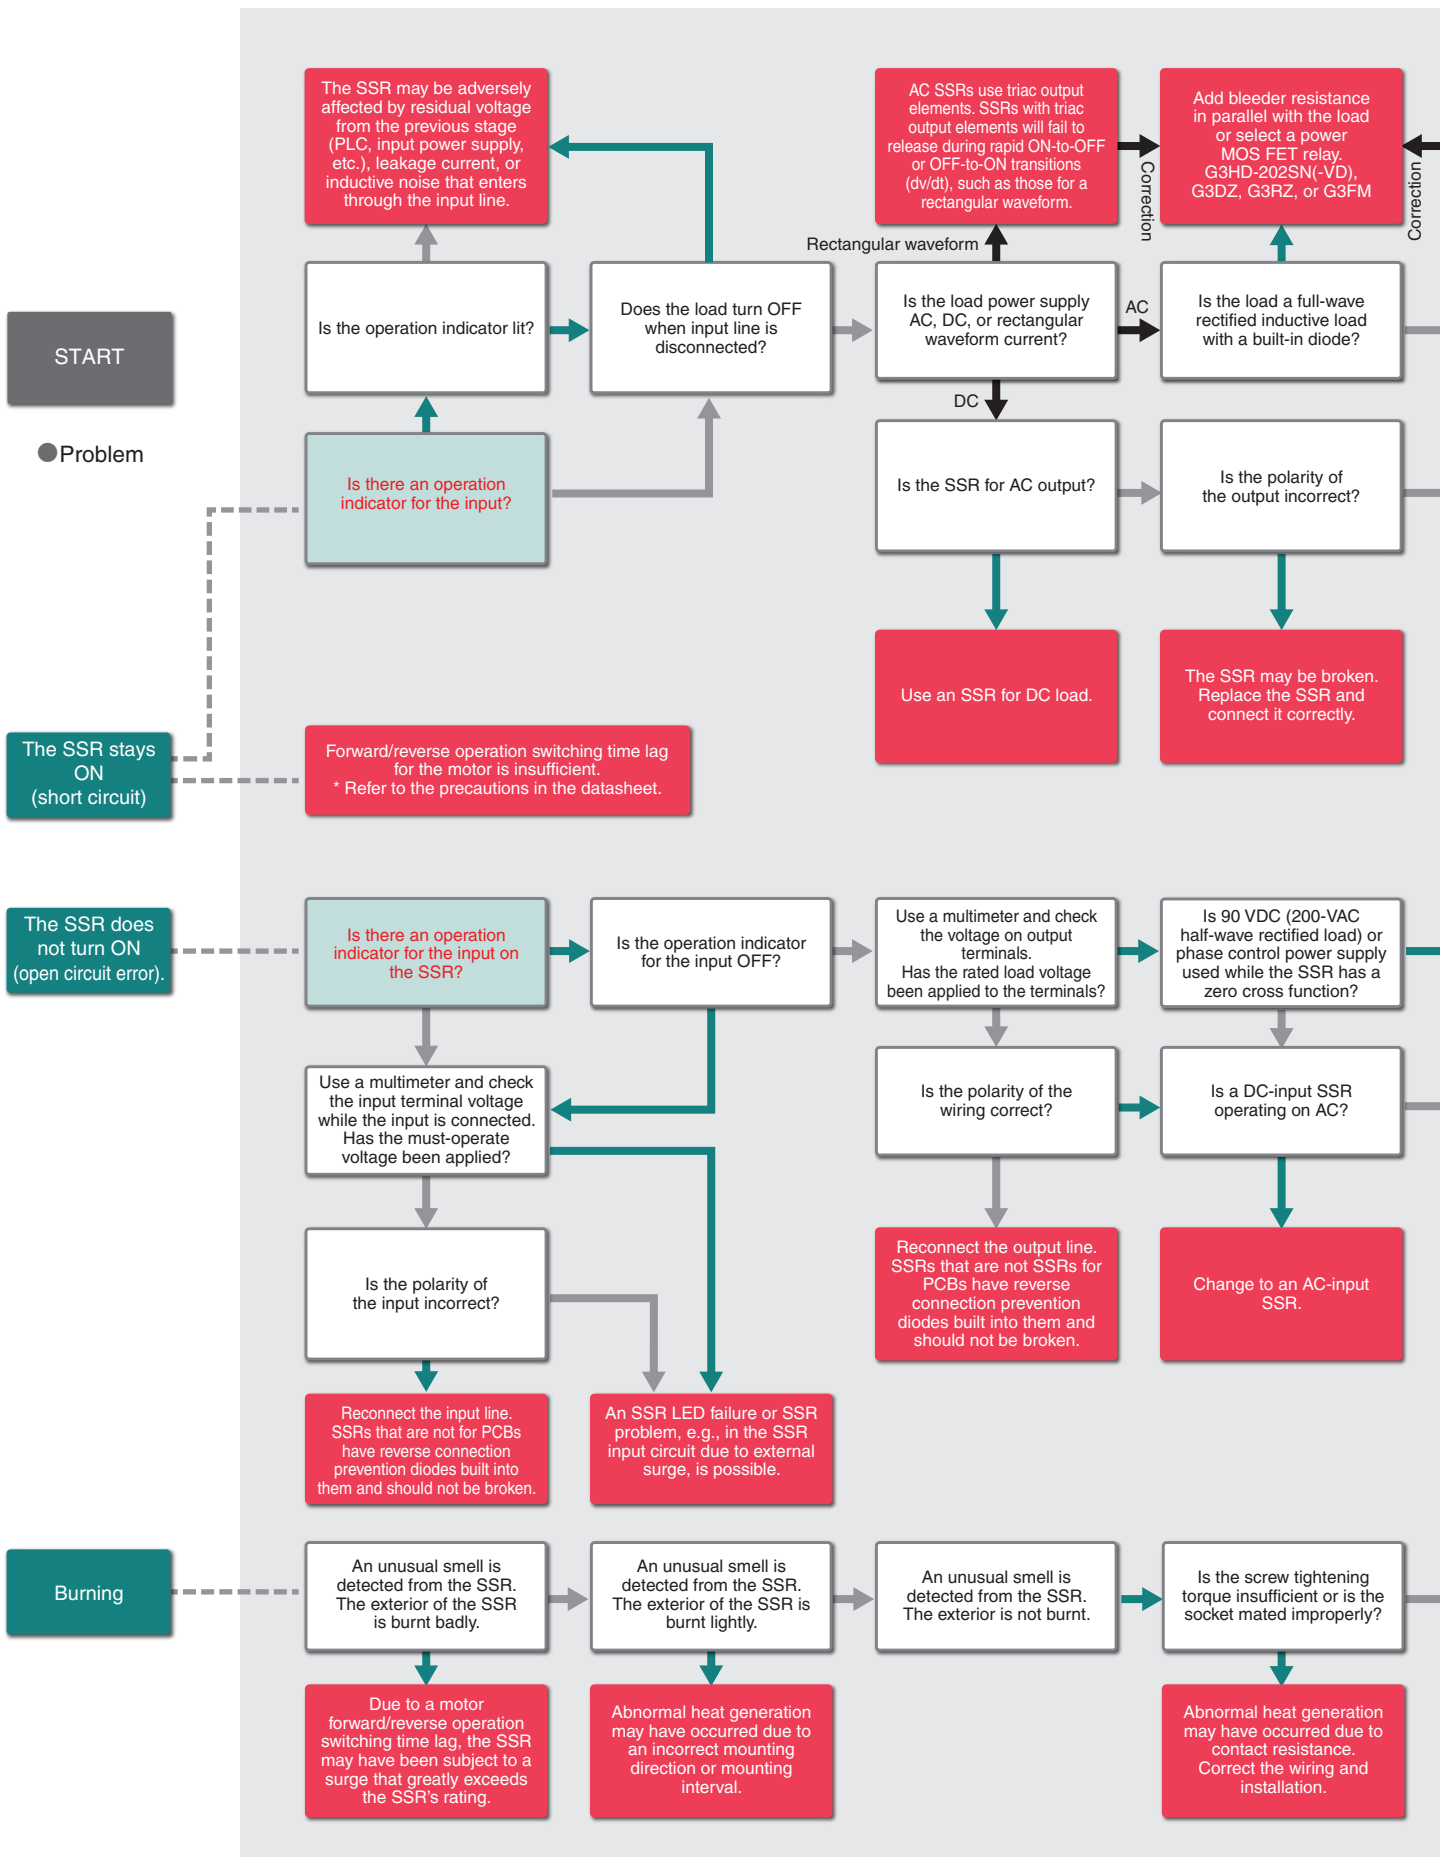 START
●Problem
The SSR stays
ON
(short circuit)
The SSR may be adversely
affected by residual voltage
from the previous stage
(PLC, input power supply,
etc.), leakage current, or
inductive noise that enters
through the input line.
AC SSRs use triac output
elements. SSRs with triac
output elements will fail to
release during rapid ON-to-OFF
or OFF-to-ON transitions
(dv/dt), such as those for a
rectangular waveform.
Correction
Add bleeder resistance
in parallel with the load
or select a power
MOS FET relay.
G3HD-202SN(-VD),
G3DZ, G3RZ, or G3FM
Correction
Rectangular waveform
Is the operation indicator lit?
Does the load turn OFF
when input line is
disconnected?
Is the load power supply
AC, DC, or rectangular
waveform current?
AC
Is the load a full-wave
rectified inductive load
with a built-in diode?
DC
Is there an operation
indicator for the input?
Is the SSR for AC output?
Is the polarity of
the output incorrect?
Use an SSR for DC load.
The SSR may be broken.
Replace the SSR and
connect it correctly.
Forward/reverse operation switching time lag
for the motor is insufficient.
* Refer to the precautions in the datasheet.
The SSR does
not turn ON
(open circuit error).
Is there an operation
indicator for the input on
the SSR?
Is the operation indicator
for the input OFF?
Use a multimeter and check
the voltage on output
terminals.
Has the rated load voltage
been applied to the terminals?
Is 90 VDC (200-VAC
half-wave rectified load) or
phase control power supply
used while the SSR has a
zero cross function?
Use a multimeter and check
the input terminal voltage
while the input is connected.
Has the must-operate
voltage been applied?
Is the polarity of the
wiring correct?
Is a DC-input SSR
operating on AC?
Is the polarity of
the input incorrect?
Reconnect the output line.
SSRs that are not SSRs for
PCBs have reverse
connection prevention
diodes built into them and
should not be broken.
Change to an AC-input
SSR.
Reconnect the input line.
SSRs that are not for PCBs
have reverse connection
prevention diodes built into
them and should not be broken.
An SSR LED failure or SSR
problem, e.g., in the SSR
input circuit due to external
surge, is possible.
Burning
An unusual smell is
detected from the SSR.
The exterior of the SSR
is burnt badly.
An unusual smell is
detected from the SSR.
The exterior of the SSR is
burnt lightly.
An unusual smell is
detected from the SSR.
The exterior is not burnt.
Is the screw tightening
torque insufficient or is the
socket mated improperly?
Due to a motor
forward/reverse operation
switching time lag, the SSR
may have been subject to a
surge that greatly exceeds
the SSR's rating.
Abnormal heat generation
may have occurred due to
an incorrect mounting
direction or mounting
interval.
Abnormal heat generation
may have occurred due to
contact resistance.
Correct the wiring and
installation.